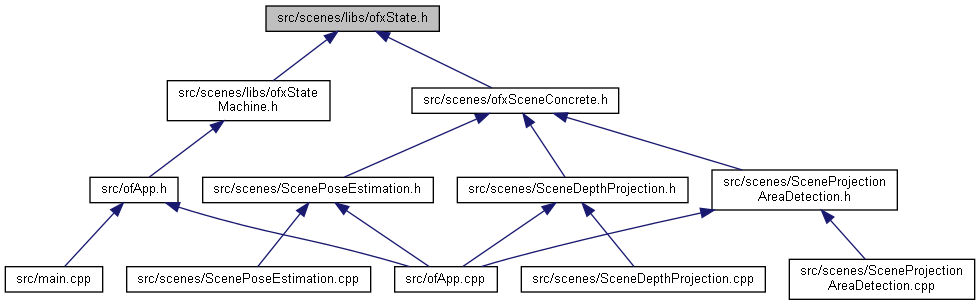 src/scenes/libs/ofxState.h
src/scenes/libs/ofxState
Machine.h
src/scenes/ofxSceneConcrete.h
src/ofApp.h
src/scenes/ScenePoseEstimation.h
src/scenes/SceneDepthProjection.h
src/scenes/SceneProjection
AreaDetection.h
src/main.cpp
src/scenes/ScenePoseEstimation.cpp
src/ofApp.cpp
src/scenes/SceneDepthProjection.cpp
src/scenes/SceneProjection
AreaDetection.cpp